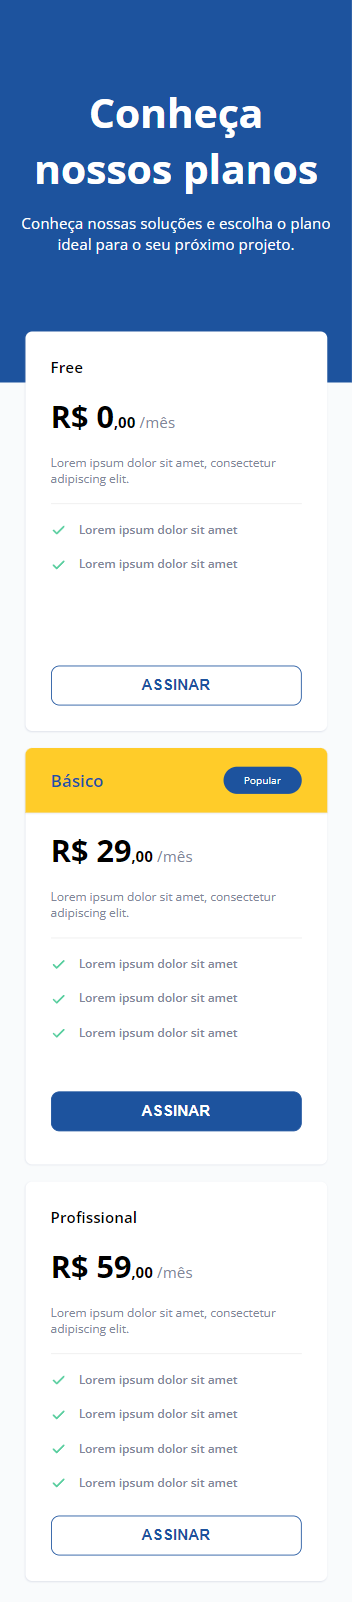 Conheça
nossos planos
Conheça nossas soluções e escolha o plano
ideal para o seu próximo projeto.
Free
R$ 0,00 /mês
Lorem ipsum dolor sit amet, consectetur
adipiscing elit.
Lorem ipsum dolor sit amet
Lorem ipsum dolor sit amet
ASSINAR
Básico
Popular
R$ 29,00 /mês
Lorem ipsum dolor sit amet, consectetur
adipiscing elit.
Lorem ipsum dolor sit amet
Lorem ipsum dolor sit amet
Lorem ipsum dolor sit amet
ASSINAR
Profissional
R$ 59,00 /mês
Lorem ipsum dolor sit amet, consectetur
adipiscing elit.
Lorem ipsum dolor sit amet
Lorem ipsum dolor sit amet
Lorem ipsum dolor sit amet
Lorem ipsum dolor sit amet
ASSINAR